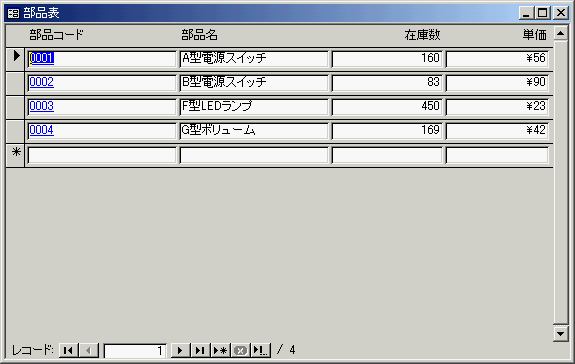 部品表
部品コード 部品名 在庫数 単価
0001 A型電源スイッチ 160 ¥56
0002 B型電源スイッチ 83 ¥90
0003 F型LEDランプ 450 ¥23
0004 G型ボリューム 169 ¥42
レコード: 1 / 4